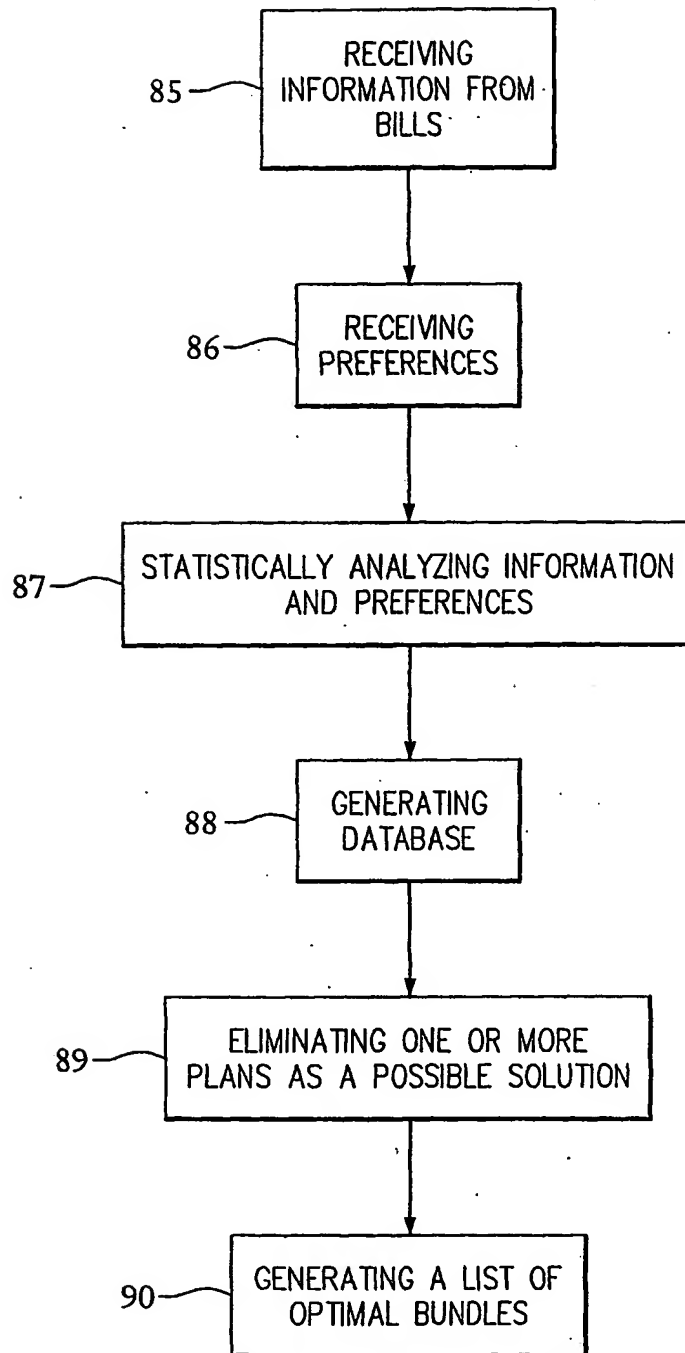 85
RECEIVING
INFORMATION FROM
BILLS
86
RECEIVING
PREFERENCES
87
STATISTICALLY ANALYZING INFORMATION
AND PREFERENCES
88
GENERATING
DATABASE
89
ELIMINATING ONE OR MORE
PLANS AS A POSSIBLE SOLUTION
90
GENERATING A LIST OF
OPTIMAL BUNDLES